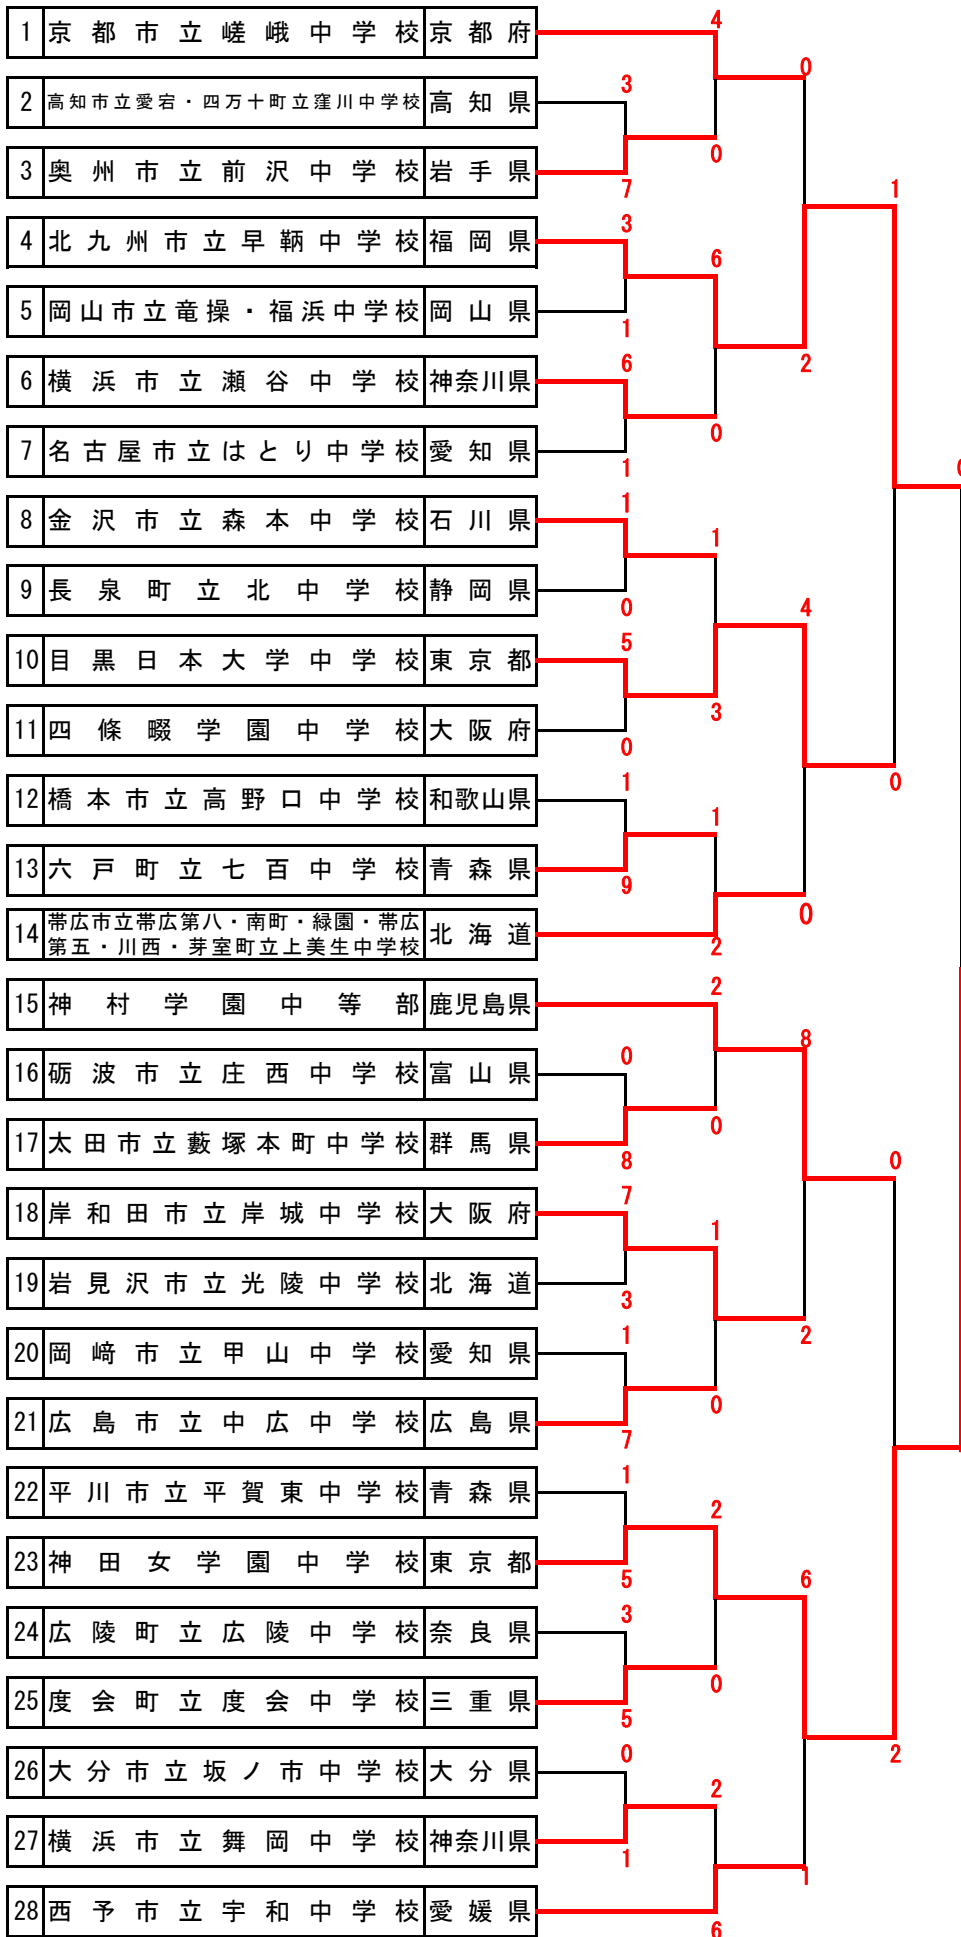 1 京都市立嵯峨中学校 京都府
2 高知市立愛宕・四万十町立窪川中学校 高知県
3 奥州市立前沢中学校 岩手県
4 北九州市立早鞆中学校 福岡県
5 岡山市立竜操・福浜中学校 岡山県
6 横浜市立瀬谷中学校 神奈川県
7 名古屋市立はとり中学校 愛知県
8 金沢市立森本中学校 石川県
9 長泉町立北中学校 静岡県
10 目黒日本大学中学校 東京都
11 四條畷学園中学校 大阪府
12 橋本市立高野口中学校 和歌山県
13 六戸町立七百中学校 青森県
14 帯広市立帯広第八・南町・緑園・帯広
第五・川西・芽室町立上美生中学校 北海道
15 神村学園中等部 鹿児島県
16 砺波市立庄西中学校 富山県
17 太田市立藪塚本町中学校 群馬県
18 岸和田市立岸城中学校 大阪府
19 岩見沢市立光陵中学校 北海道
20 岡崎市立甲山中学校 愛知県
21 広島市立中広中学校 広島県
22 平川市立平賀東中学校 青森県
23 神田女学園中学校 東京都
24 広陵町立広陵中学校 奈良県
25 度会町立度会中学校 三重県
26 大分市立坂ノ市中学校 大分県
27 横浜市立舞岡中学校 神奈川県
28 西予市立宇和中学校 愛媛県
3
7
3
1
6
1
1
0
5
0
1
9
0
8
7
3
1
7
1
5
3
5
0
1
4
0
6
0
1
3
1
2
2
0
1
0
2
0
2
6
0
2
4
0
8
2
6
1
1
0
0
2